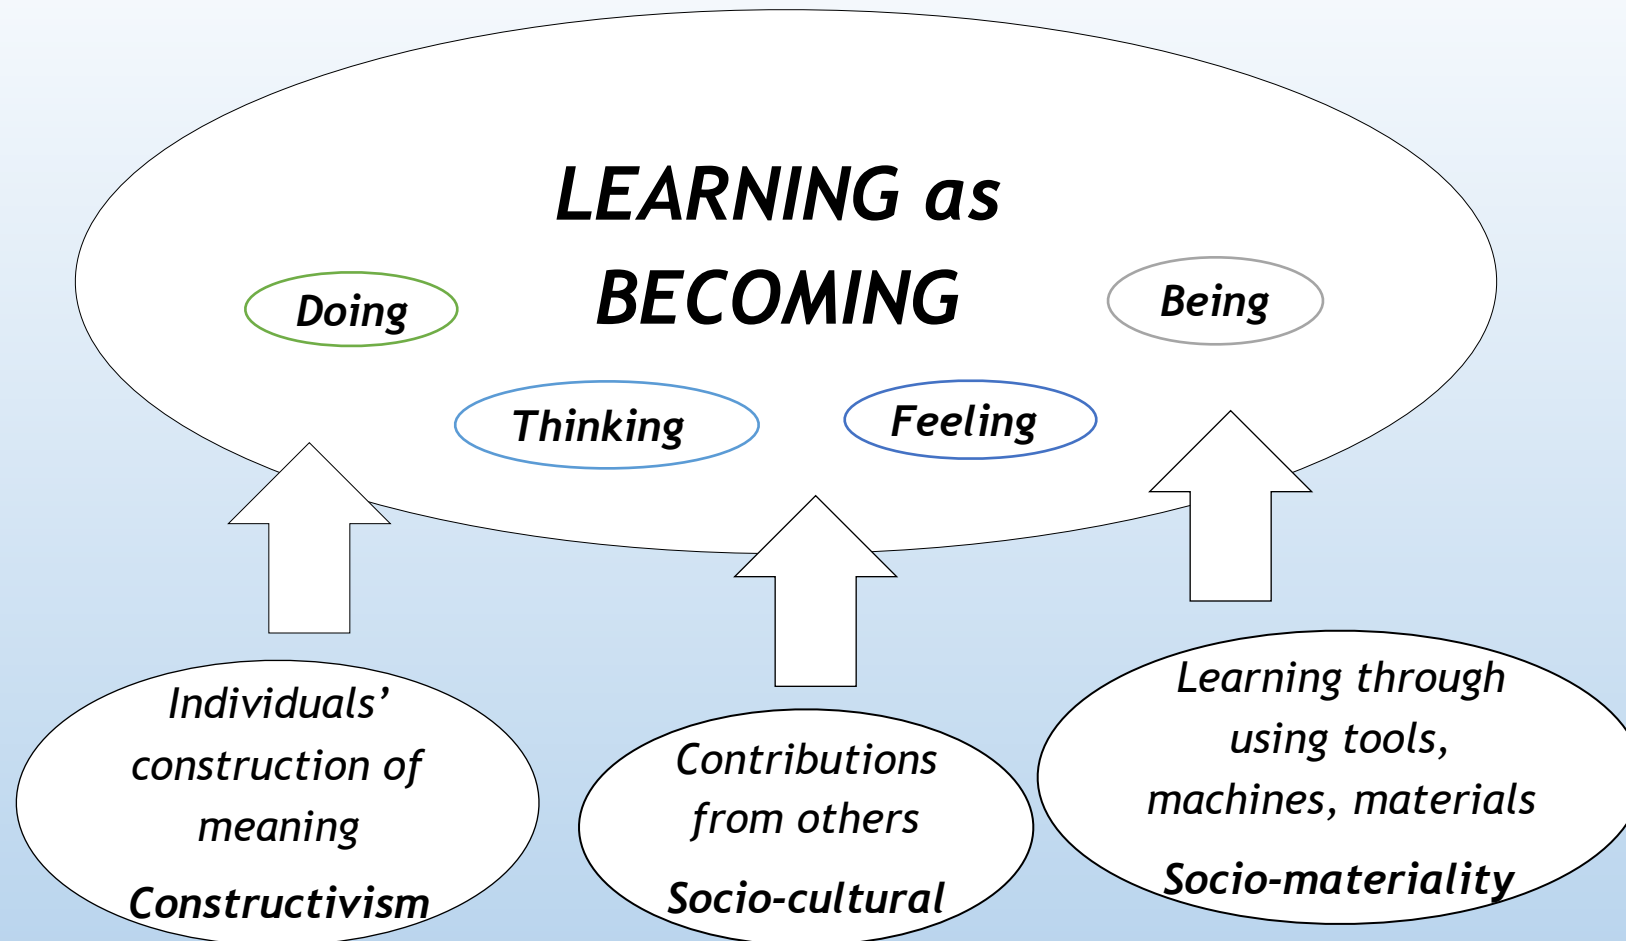 LEARNING as
BECOMING
Doing
Being
Thinking
Feeling
Individuals’
construction of
meaning
Constructivism
Contributions
from others
Socio-cultural
Learning through
using tools,
machines, materials
Socio-materiality